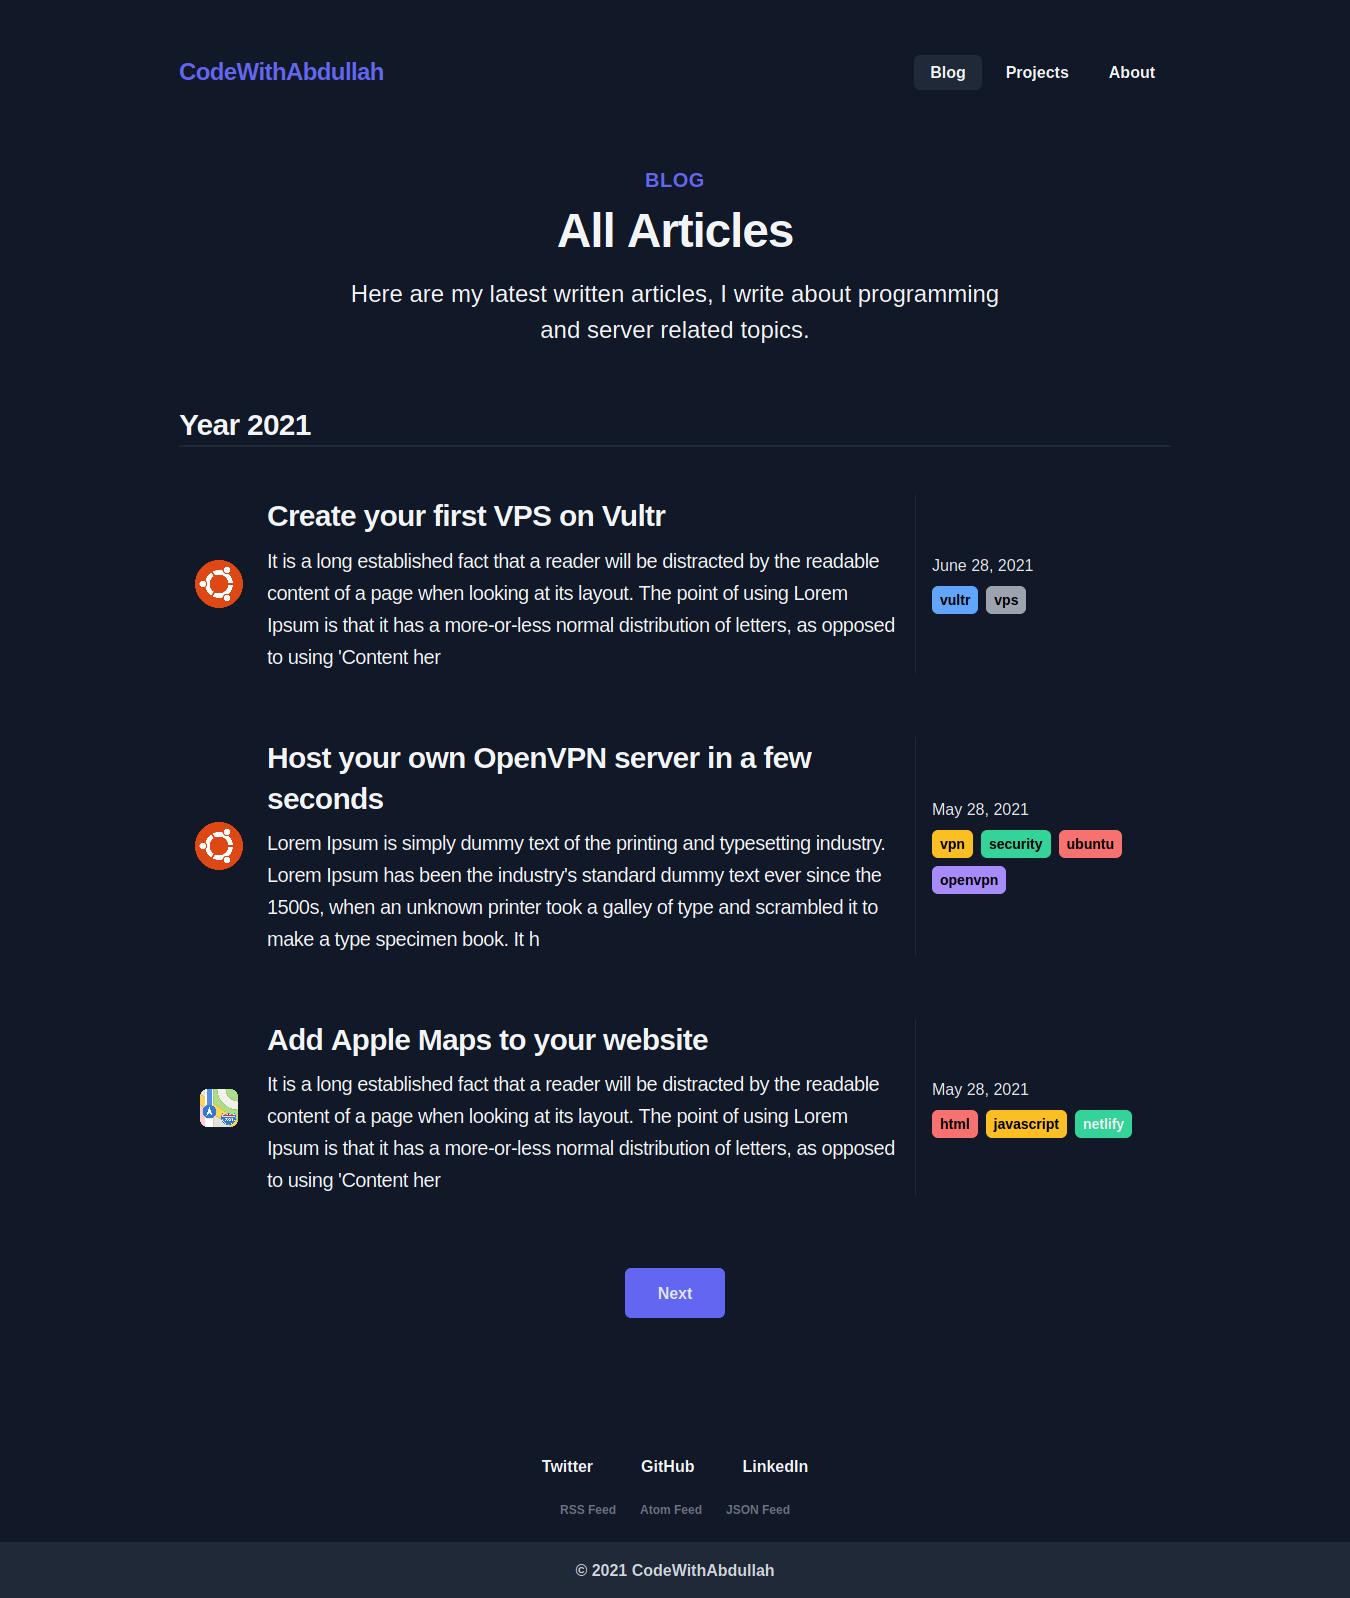 CodeWithAbdullah
Blog
Projects
About
BLOG
All Articles
Here are my latest written articles, I write about programming
and server related topics.
Year 2021
Create your first VPS on Vultr
It is a long established fact that a reader will be distracted by the readable
content of a page when looking at its layout. The point of using Lorem
Ipsum is that it has a more-or-less normal distribution of letters, as opposed
to using 'Content her
June 28, 2021
vultr
vps
Host your own OpenVPN server in a few
seconds
Lorem Ipsum is simply dummy text of the printing and typesetting industry.
Lorem Ipsum has been the industry's standard dummy text ever since the
1500s, when an unknown printer took a galley of type and scrambled it to
make a type specimen book. It h
May 28, 2021
vpn
security
ubuntu
openvpn
Add Apple Maps to your website
It is a long established fact that a reader will be distracted by the readable
content of a page when looking at its layout. The point of using Lorem
Ipsum is that it has a more-or-less normal distribution of letters, as opposed
to using 'Content her
May 28, 2021
html
javascript
netlify
Next
Twitter
GitHub
LinkedIn
RSS Feed
Atom Feed
JSON Feed
© 2021 CodeWithAbdullah